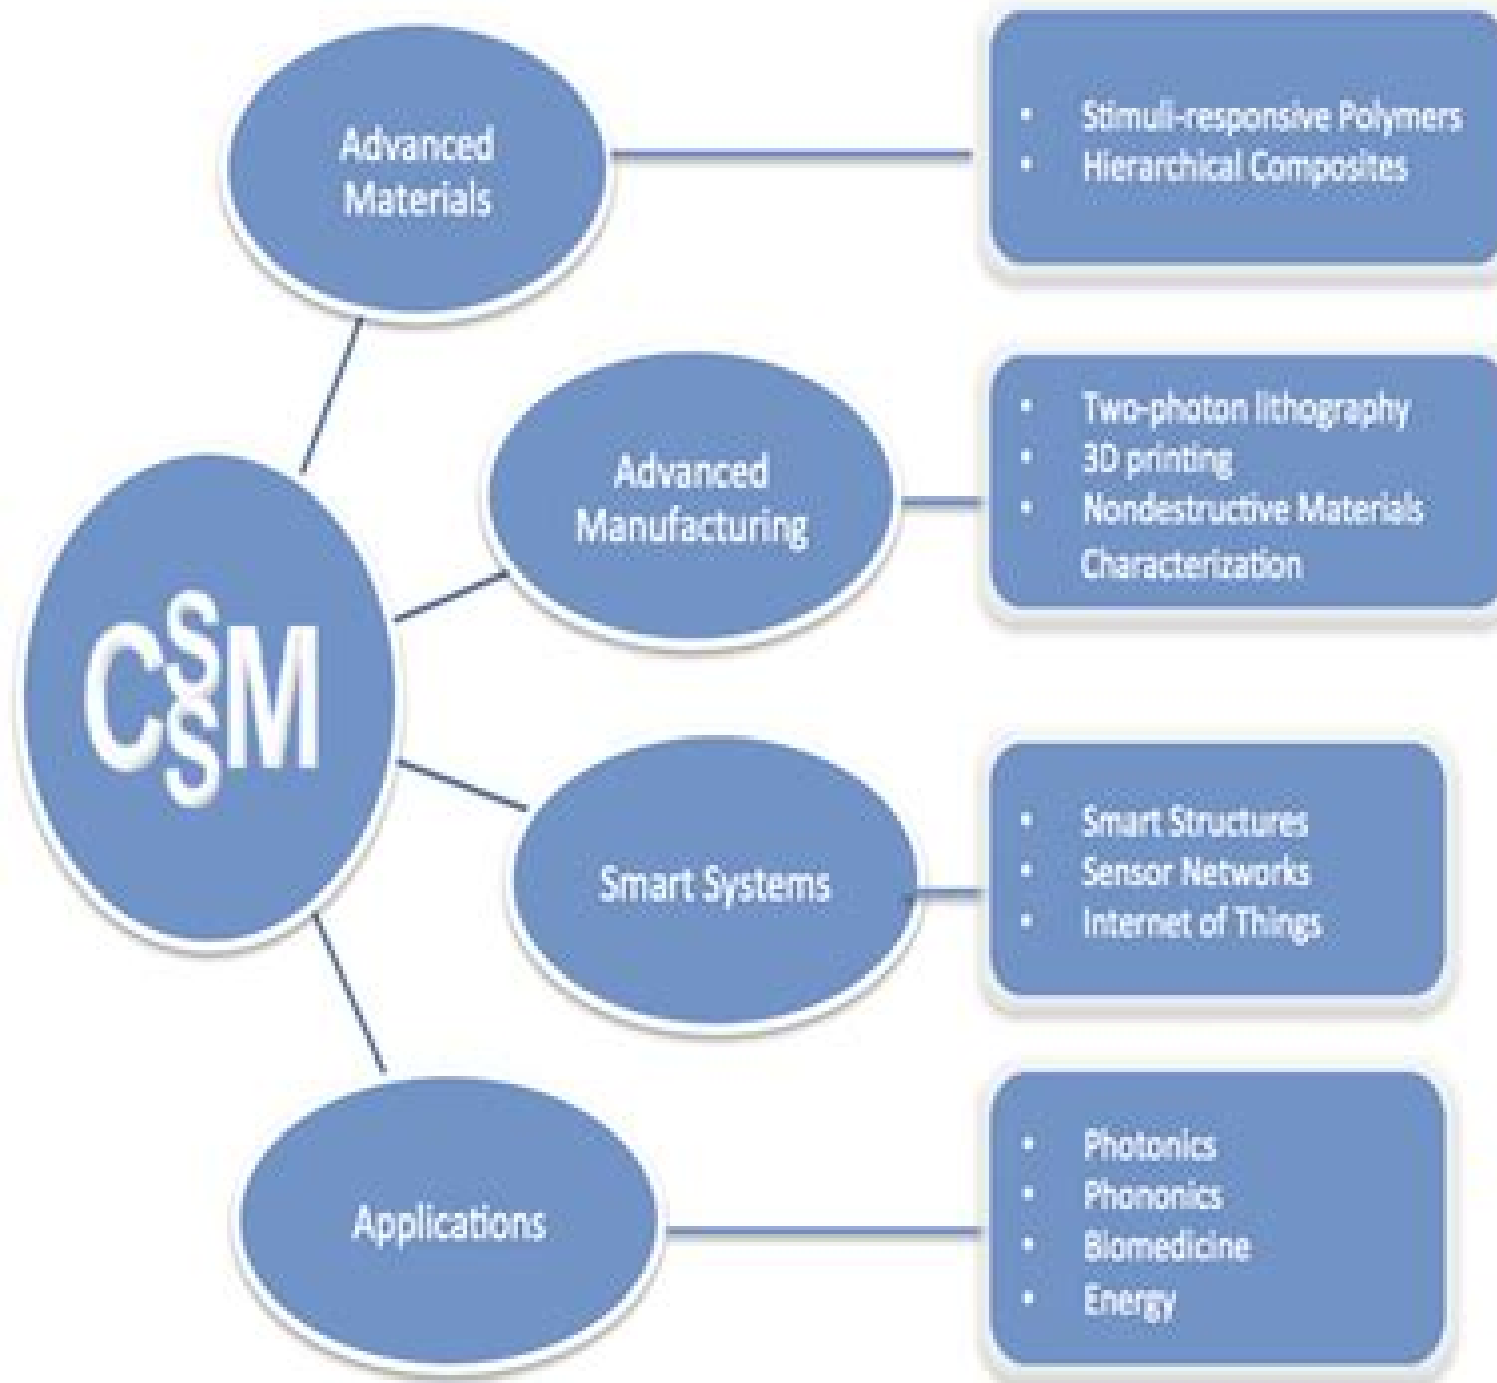 Advanced
Materials
• Stimuli-responsive Polymers
• Hierarchical Composites
Advanced
Manufacturing
• Two-photon lithography
• 3D printing
• Nondestructive Materials
Characterization
CSSM
Smart Systems
• Smart Structures
• Sensor Networks
• Internet of Things
Applications
• Photonics
• Phononics
• Biomedicine
• Energy